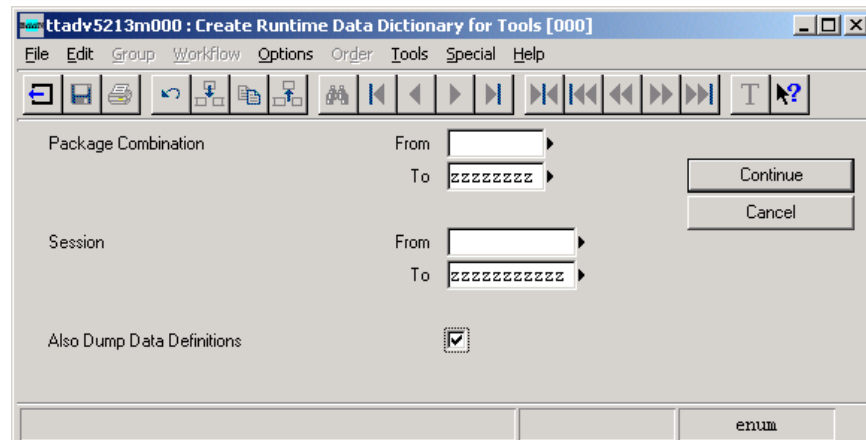 ttadv5213m000 : Create Runtime Data Dictionary for Tools [000]
File Edit Group Workflow Options Order Tools Special Help
T ?
Package Combination From
To zzzzzzzz
Continue
Cancel
Session From
To zzzzzzzzzzz
Also Dump Data Definitions
enum